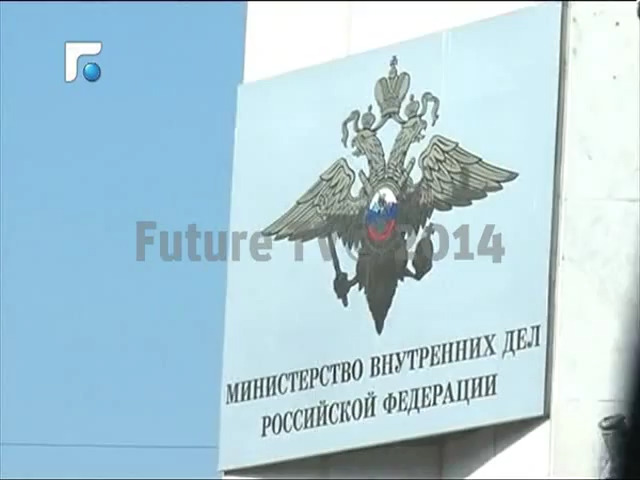 Future TV© 2014
МИНИСТЕРСТВО ВНУТРЕННИХ ДЕЛ
РОССИЙСКОЙ ФЕДЕРАЦИИ